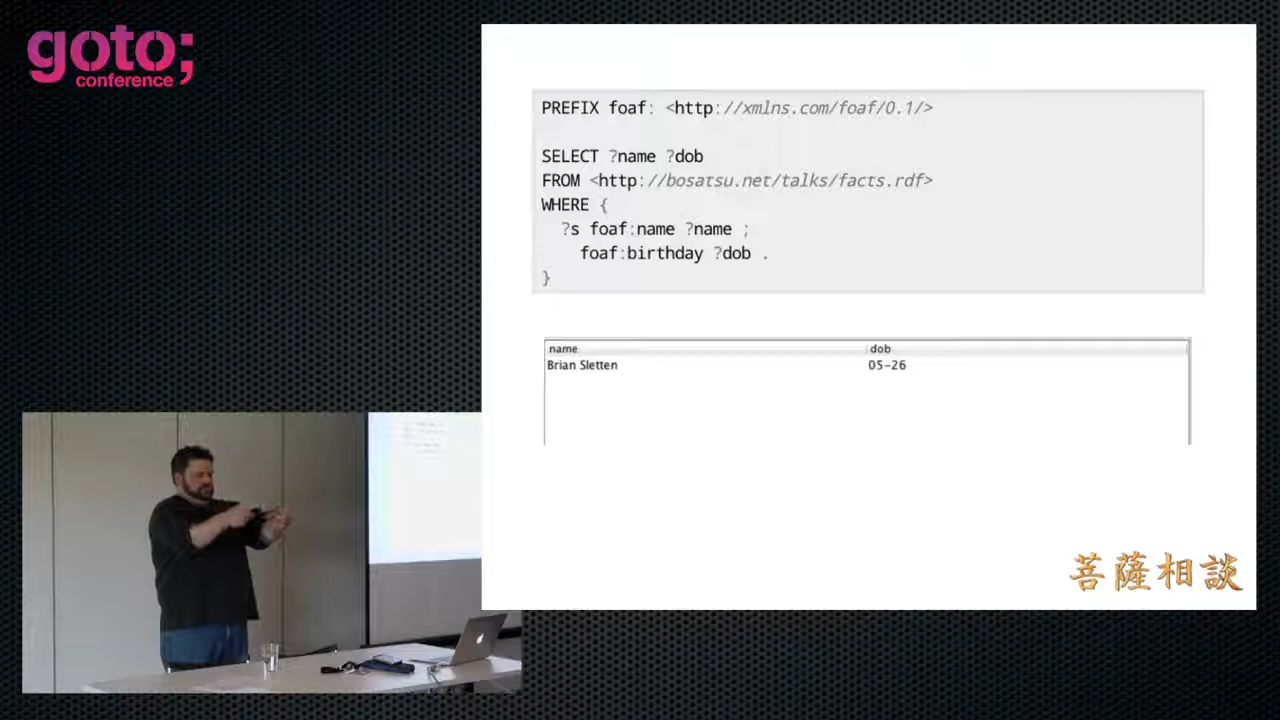 goto;
conference
PREFIX foaf: <http://xmlns.com/foaf/0.1/>
SELECT ?name ?dob
FROM <http://bosatsu.net/talks/facts.rdf>
WHERE {
?s foaf:name ?name ;
foaf:birthday ?dob .
}
name dob
Brian Sletten 05-26
菩薩相談